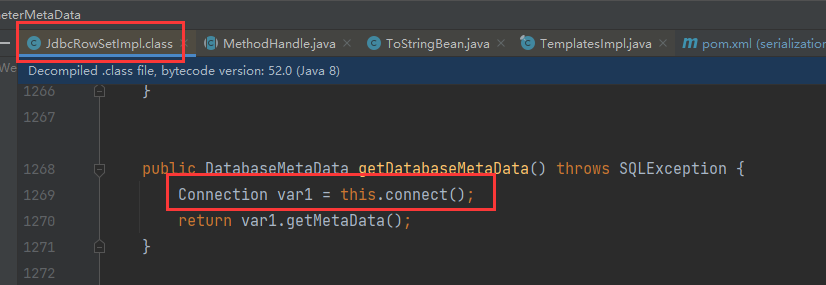 eterMetaData
JdbcRowSetImpl.class × MethodHandle.java × ToStringBean.java × TemplatesImpl.java × m pom.xml (serialization
We Decompiled .class file, bytecode version: 52.0 (Java 8)
1266 }
1267
1268 public DatabaseMetaData getDatabaseMetaData() throws SQLException {
1269 Connection var1 = this.connect();
1270 return var1.getMetaData();
1271 }
1272